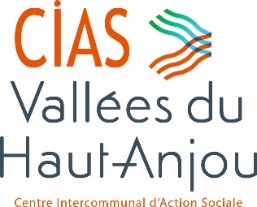 CiAS
Vallées du
Haut-Anjou
Centre Intercommunal d'Action Sociale